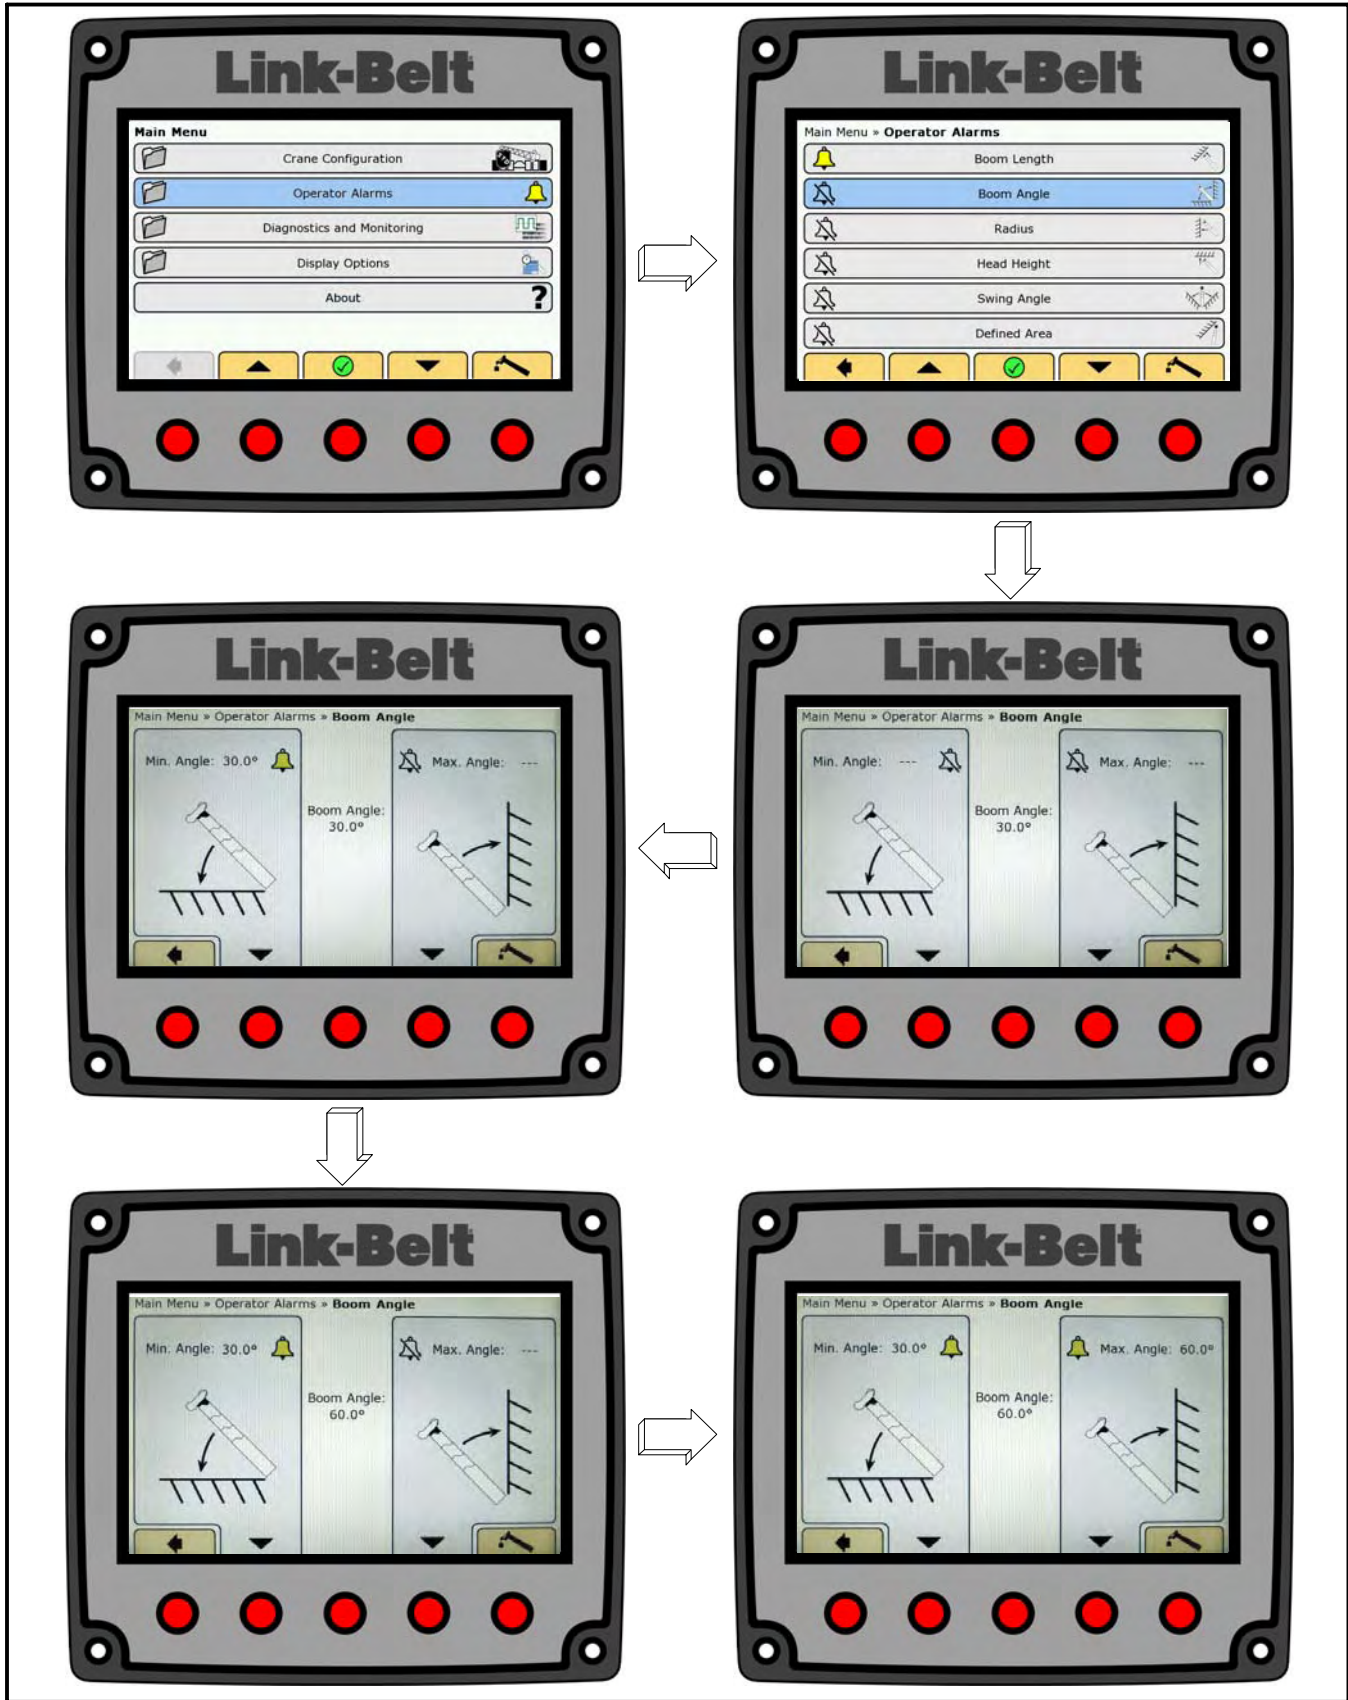 Link-Belt
Main Menu
Crane Configuration
Operator Alarms
Diagnostics and Monitoring
Display Options
About
?
Link-Belt
Main Menu » Operator Alarms
Boom Length
Boom Angle
Radius
Head Height
Swing Angle
Defined Area
Link-Belt
Main Menu » Operator Alarms » Boom Angle
Min. Angle: 30.0°
Max. Angle: ---
Boom Angle:
30.0°
Link-Belt
Main Menu » Operator Alarms » Boom Angle
Min. Angle: ---
Max. Angle: ---
Boom Angle:
30.0°
Link-Belt
Main Menu » Operator Alarms » Boom Angle
Min. Angle: 30.0°
Max. Angle: ---
Boom Angle:
60.0°
Link-Belt
Main Menu » Operator Alarms » Boom Angle
Min. Angle: 30.0°
Max. Angle: 60.0°
Boom Angle:
60.0°